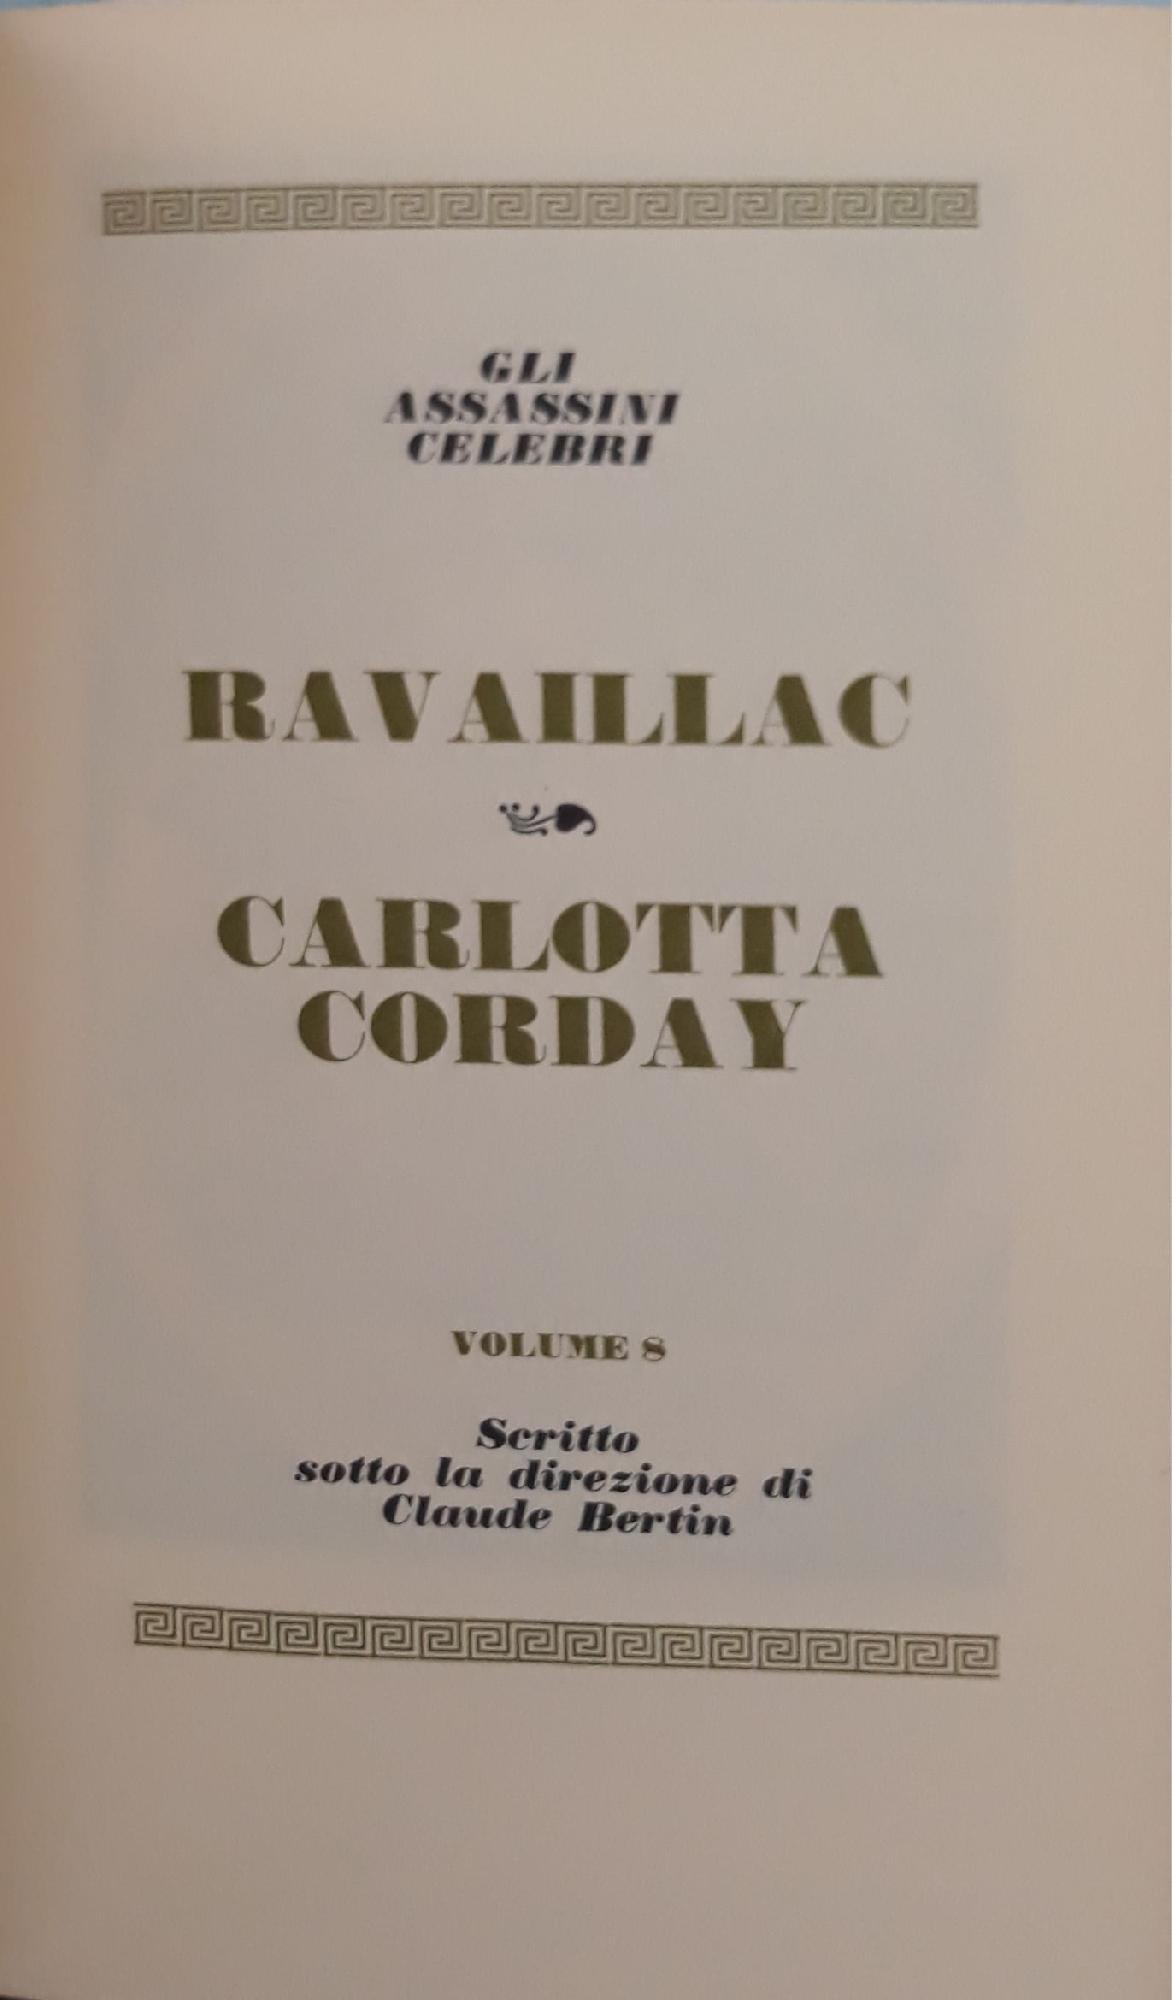 GLI
ASSASSINI
CELEBRI
RAVAILLAC
CARLOTTA
CORDAY
VOLUME 8
Scritto
sotto la direzione di
Claude Bertin